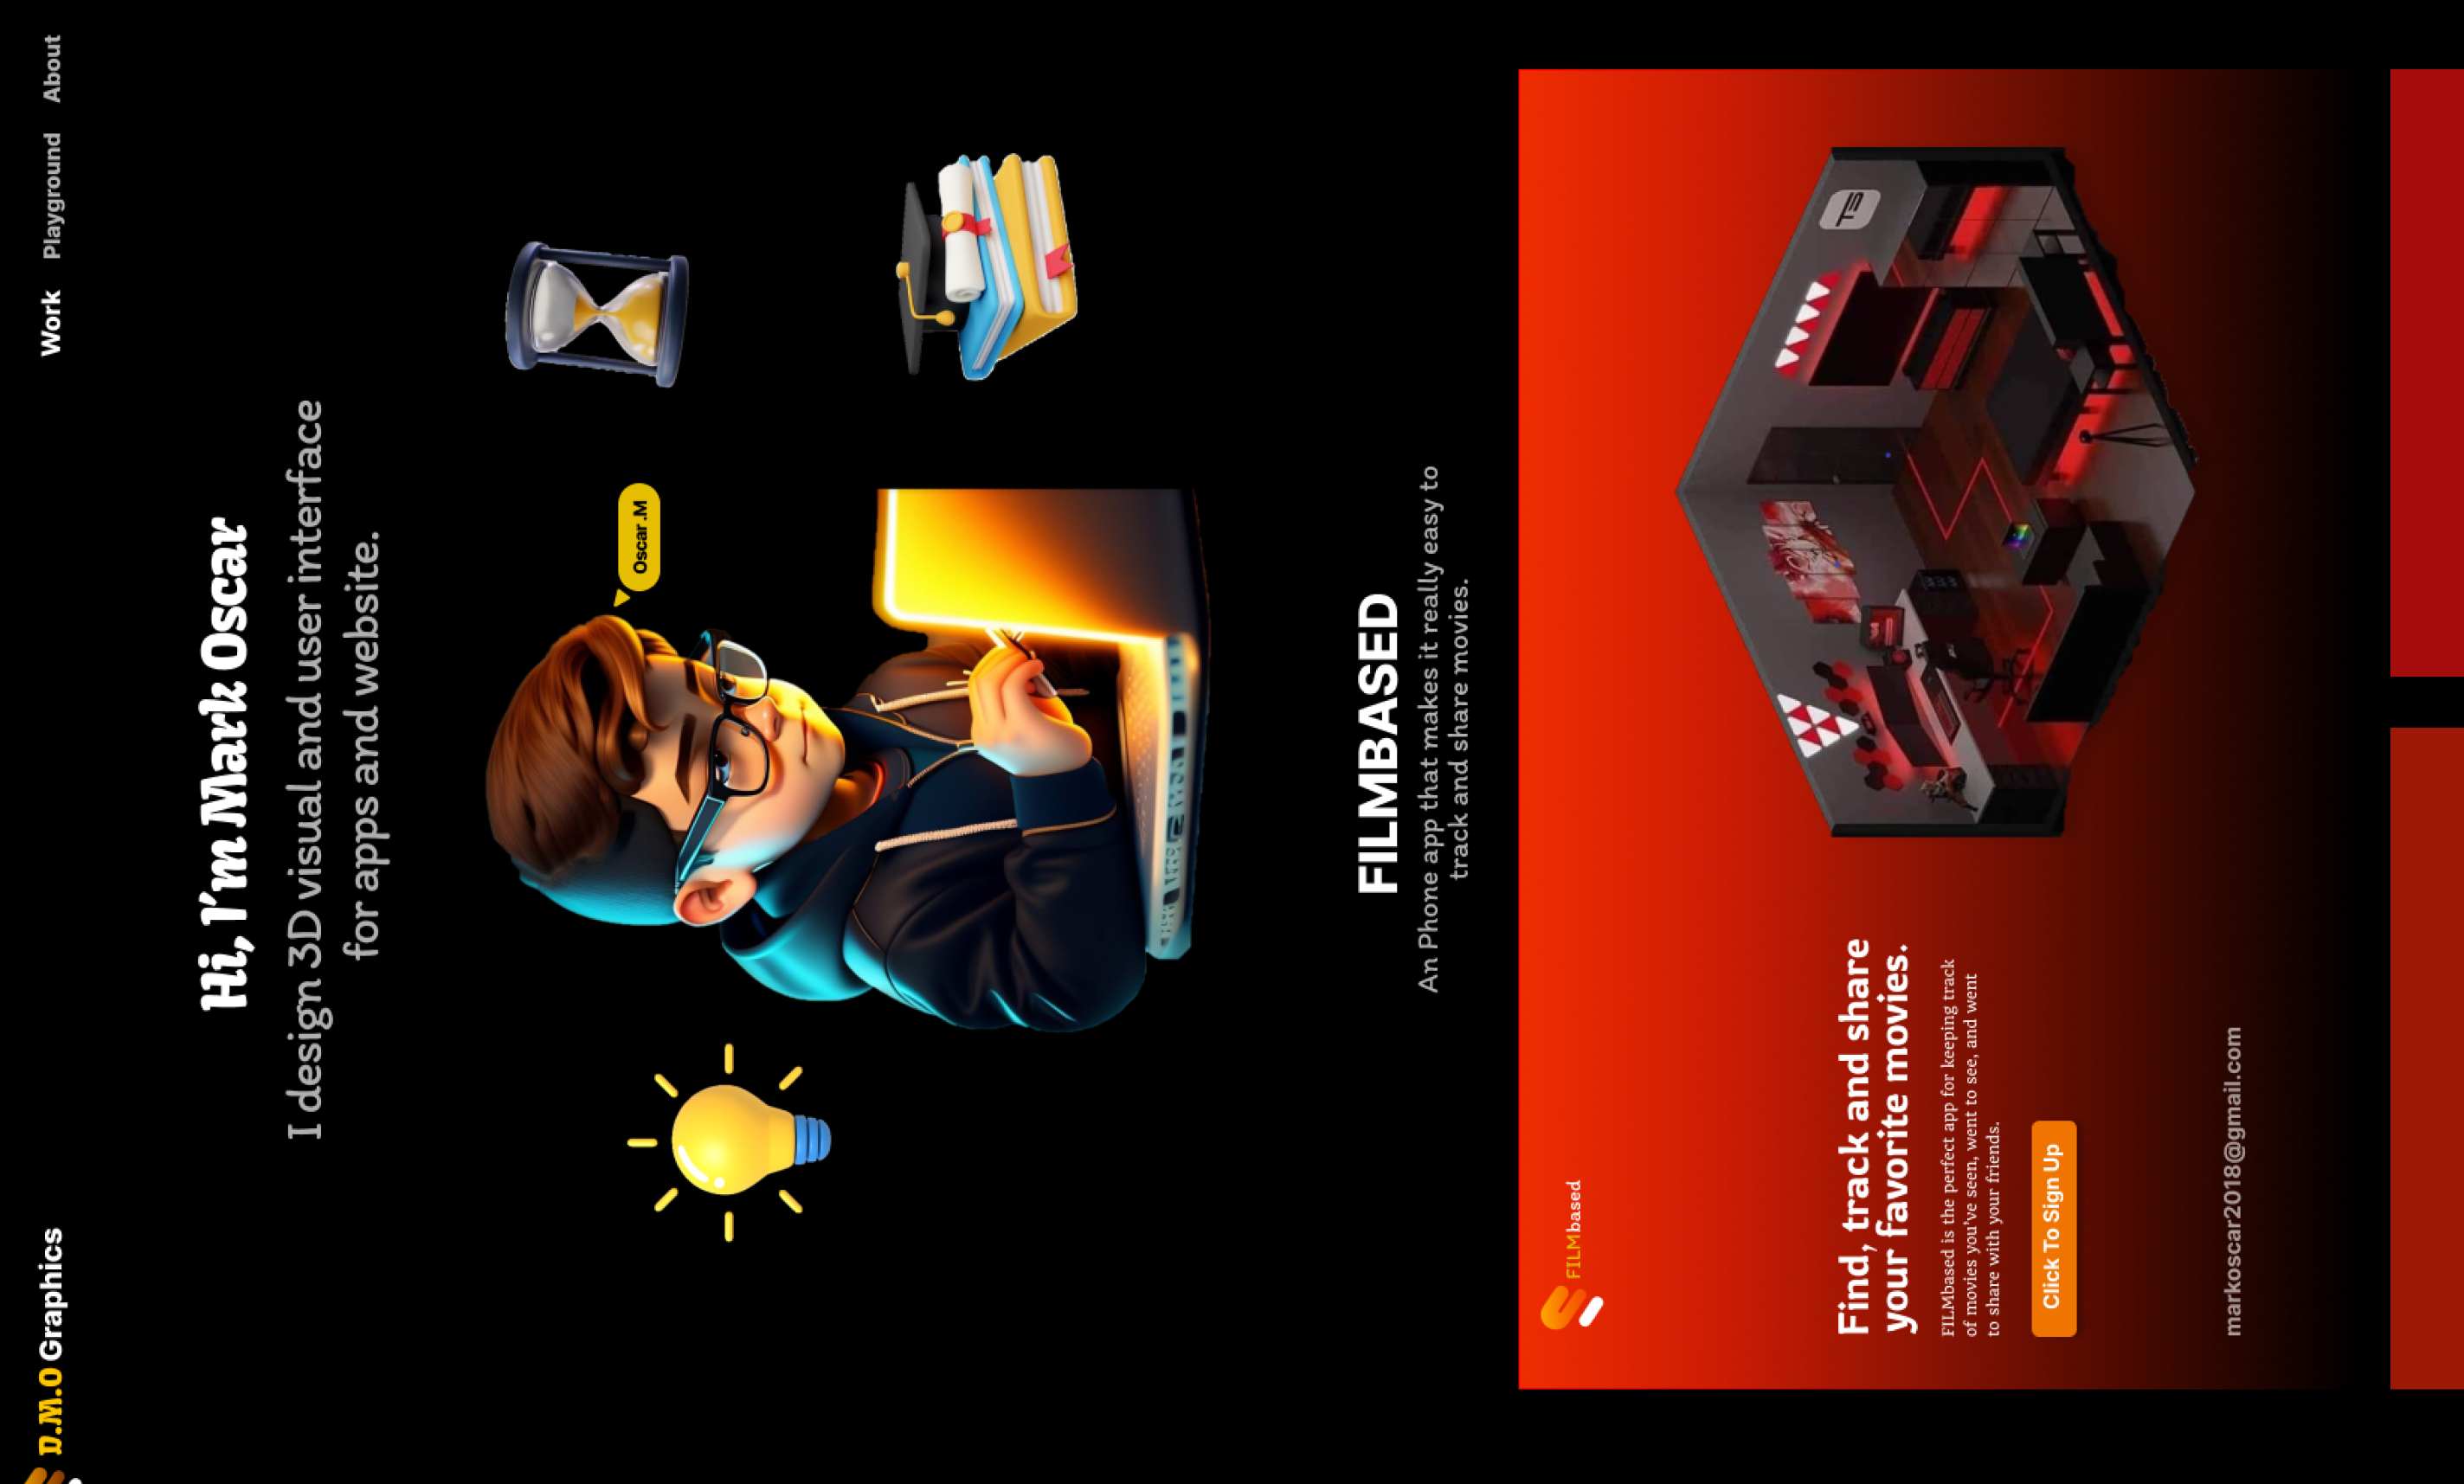 D.M.O Graphics
Work Playground About
Hi, I'm Mark Oscar
I design 3D visual and user interface
for apps and website.
Oscar .M
FILMBASED
An Phone app that makes it really easy to
track and share movies.
FILMbased
Find, track and share
your favorite movies.
FILMbased is the perfect app for keeping track
of movies you've seen, went to see, and went
to share with your friends.
Click To Sign Up
markoscar2018@gmail.com